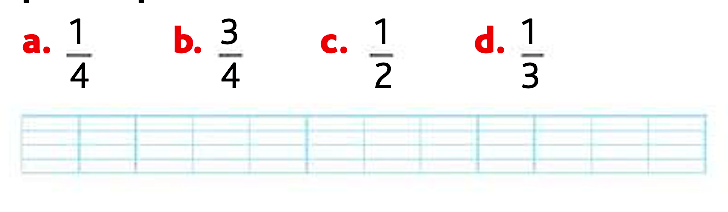 a. 1/4 b. 3/4 c. 1/2 d. 1/3